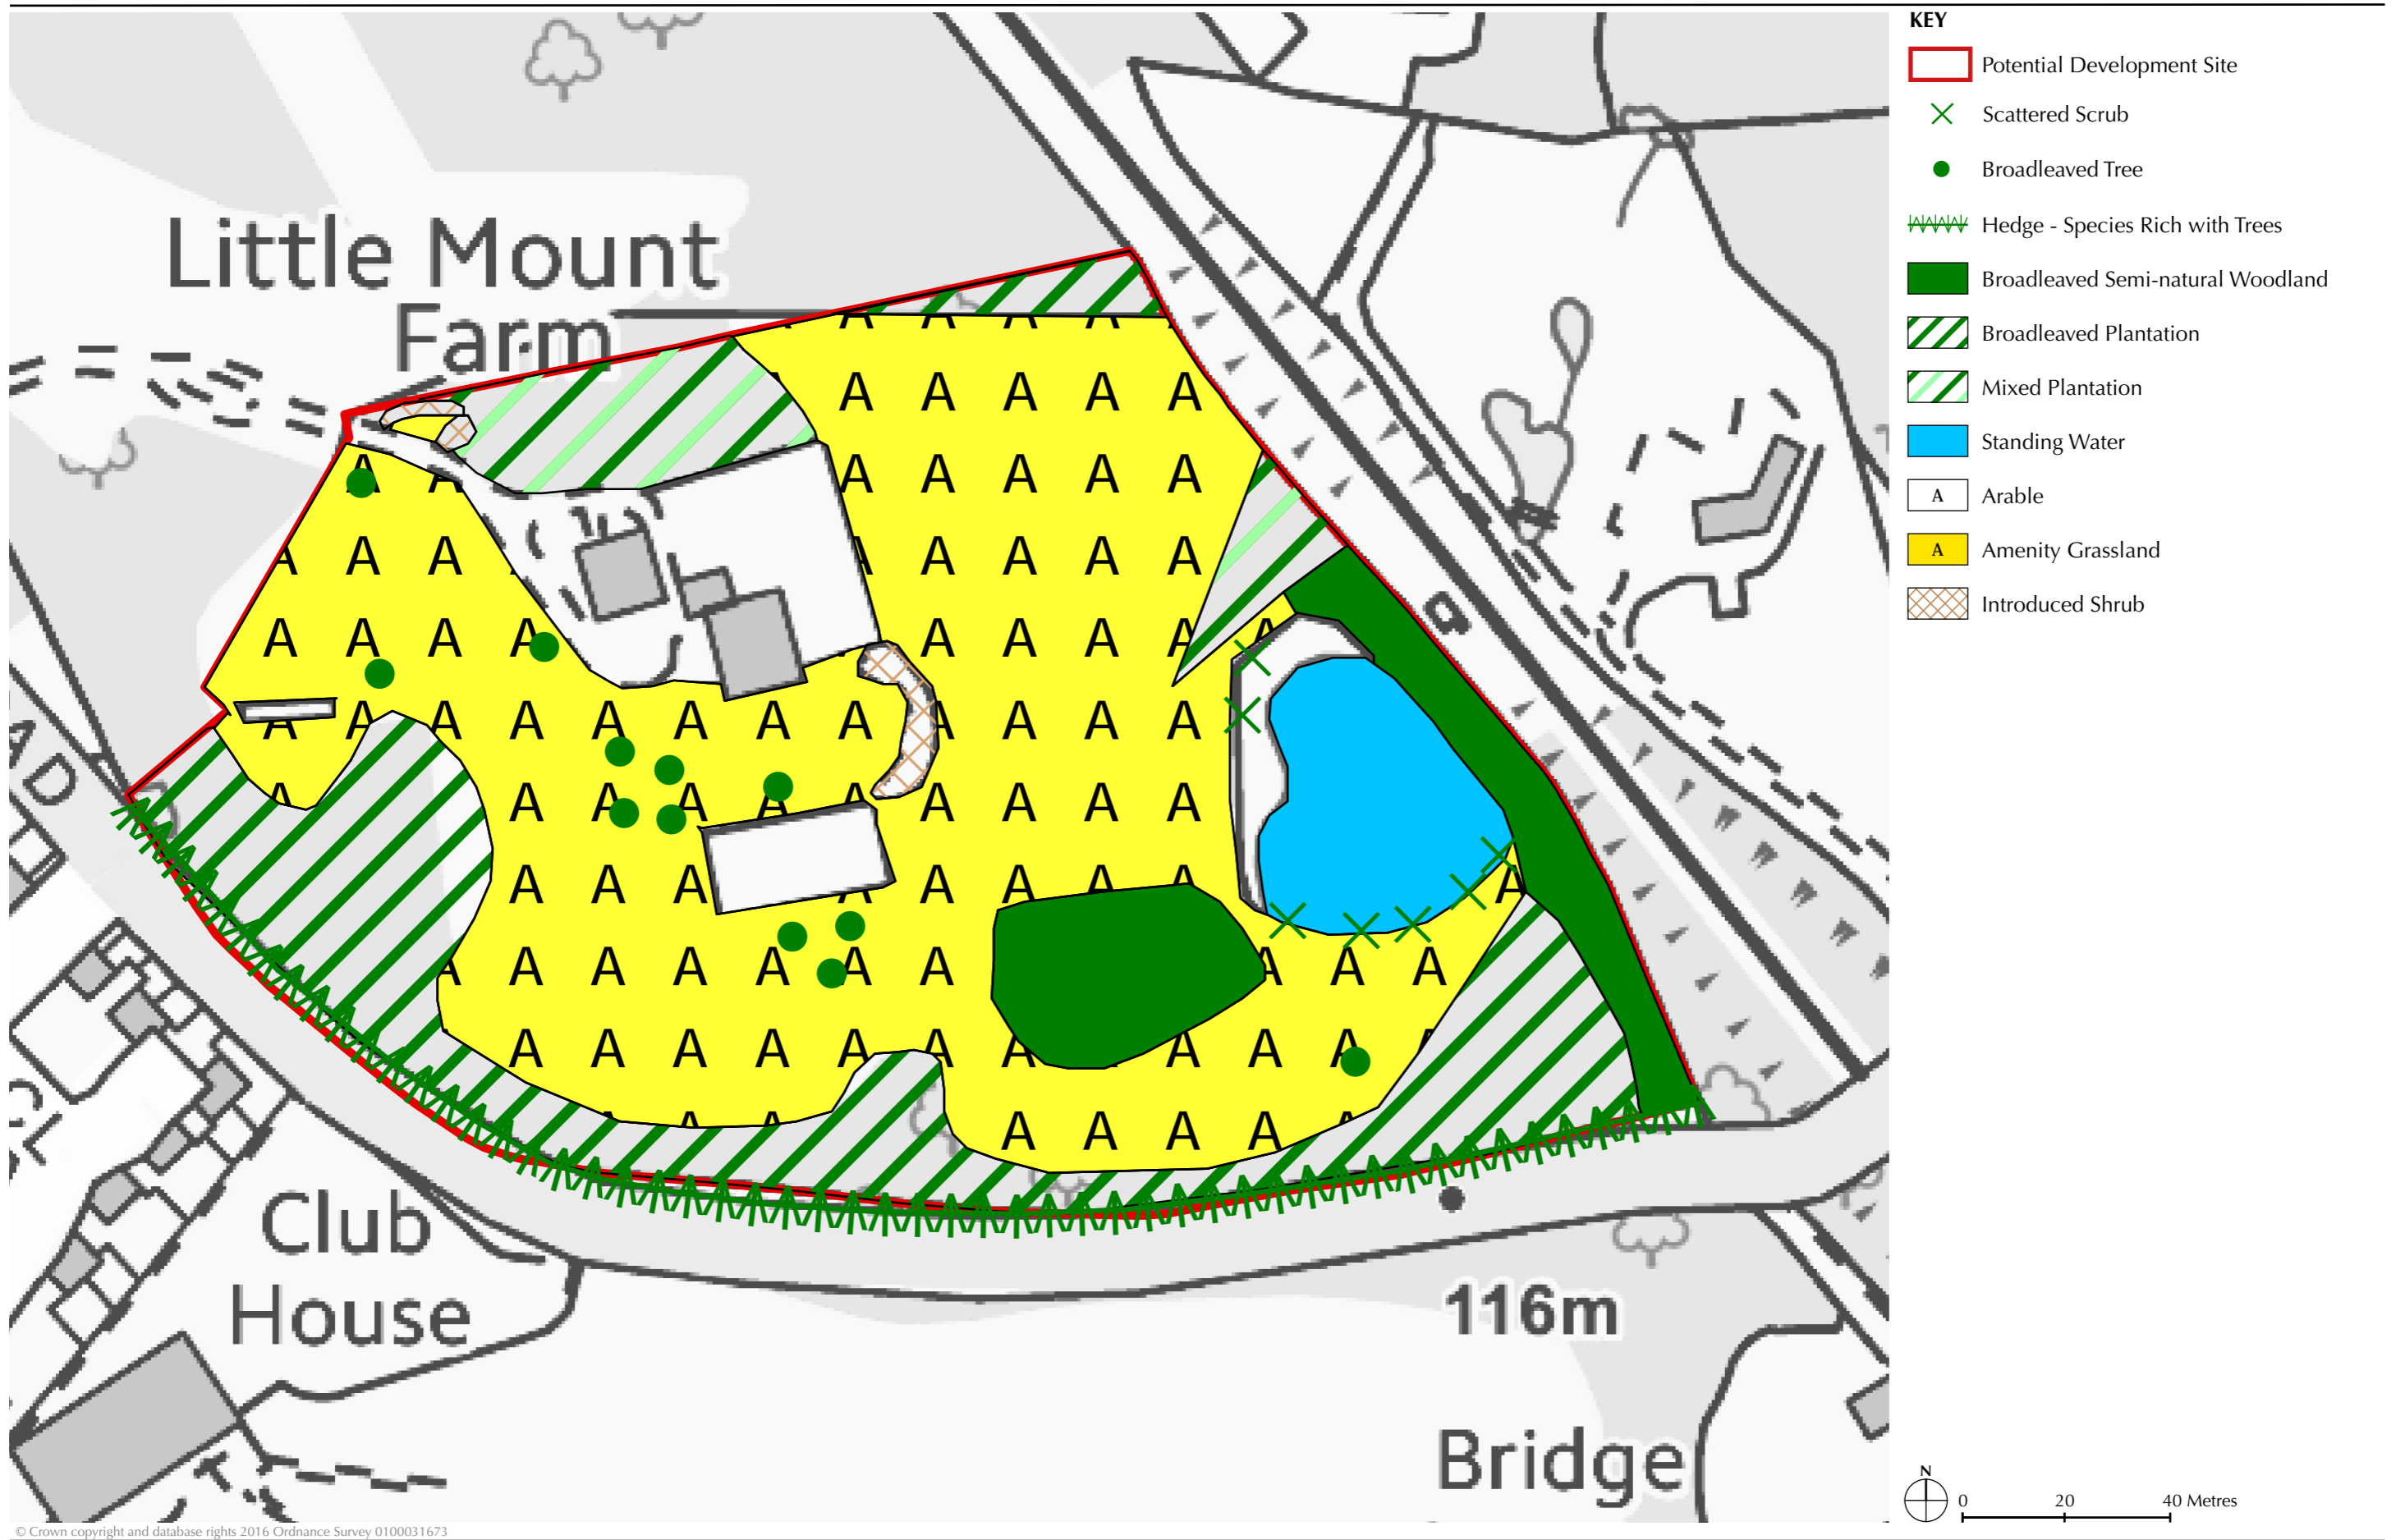 Little Mount
Farm
AD
Club
House
116m
Bridge
KEY
Potential Development Site
Scattered Scrub
Broadleaved Tree
Hedge - Species Rich with Trees
Broadleaved Semi-natural Woodland
Broadleaved Plantation
Mixed Plantation
Standing Water
A Arable
A Amenity Grassland
Introduced Shrub
N
0 20 40 Metres
© Crown copyright and database rights 2016 Ordnance Survey 0100031673